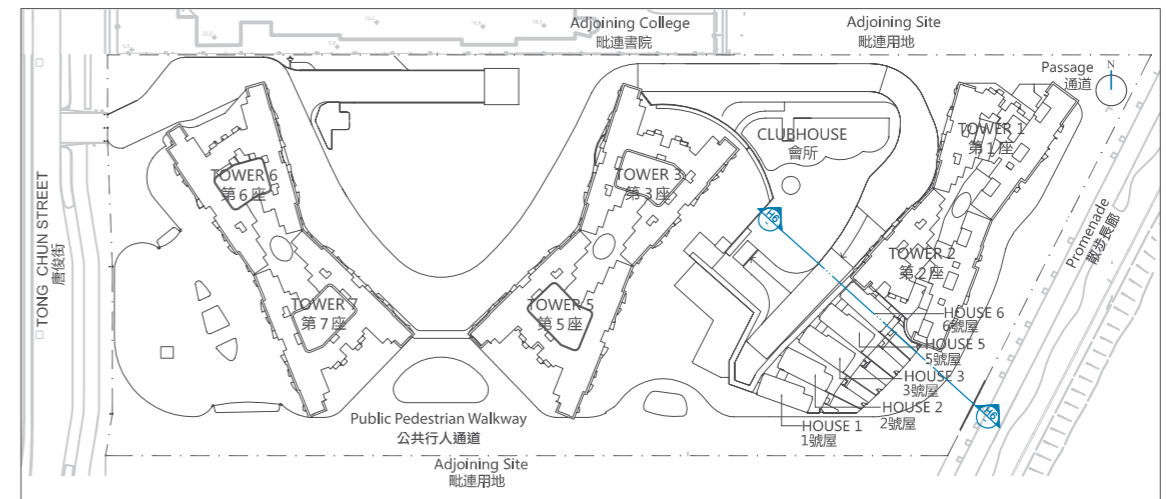 Adjoining College
毗連書院
Adjoining Site
毗連用地
Passage
通道
N
TOWER 1
第1座
CLUBHOUSE
會所
TOWER 6
第6座
TOWER 3
第3座
TONG CHUN STREET
唐俊街
H6
Promenade
散步長廊
TOWER 2
第2座
TOWER 7
第7座
TOWER 5
第5座
HOUSE 6
6號屋
HOUSE 5
5號屋
HOUSE 3
3號屋
HOUSE 2
2號屋
HOUSE 1
1號屋
H6
Public Pedestrian Walkway
公共行人通道
Adjoining Site
毗連用地